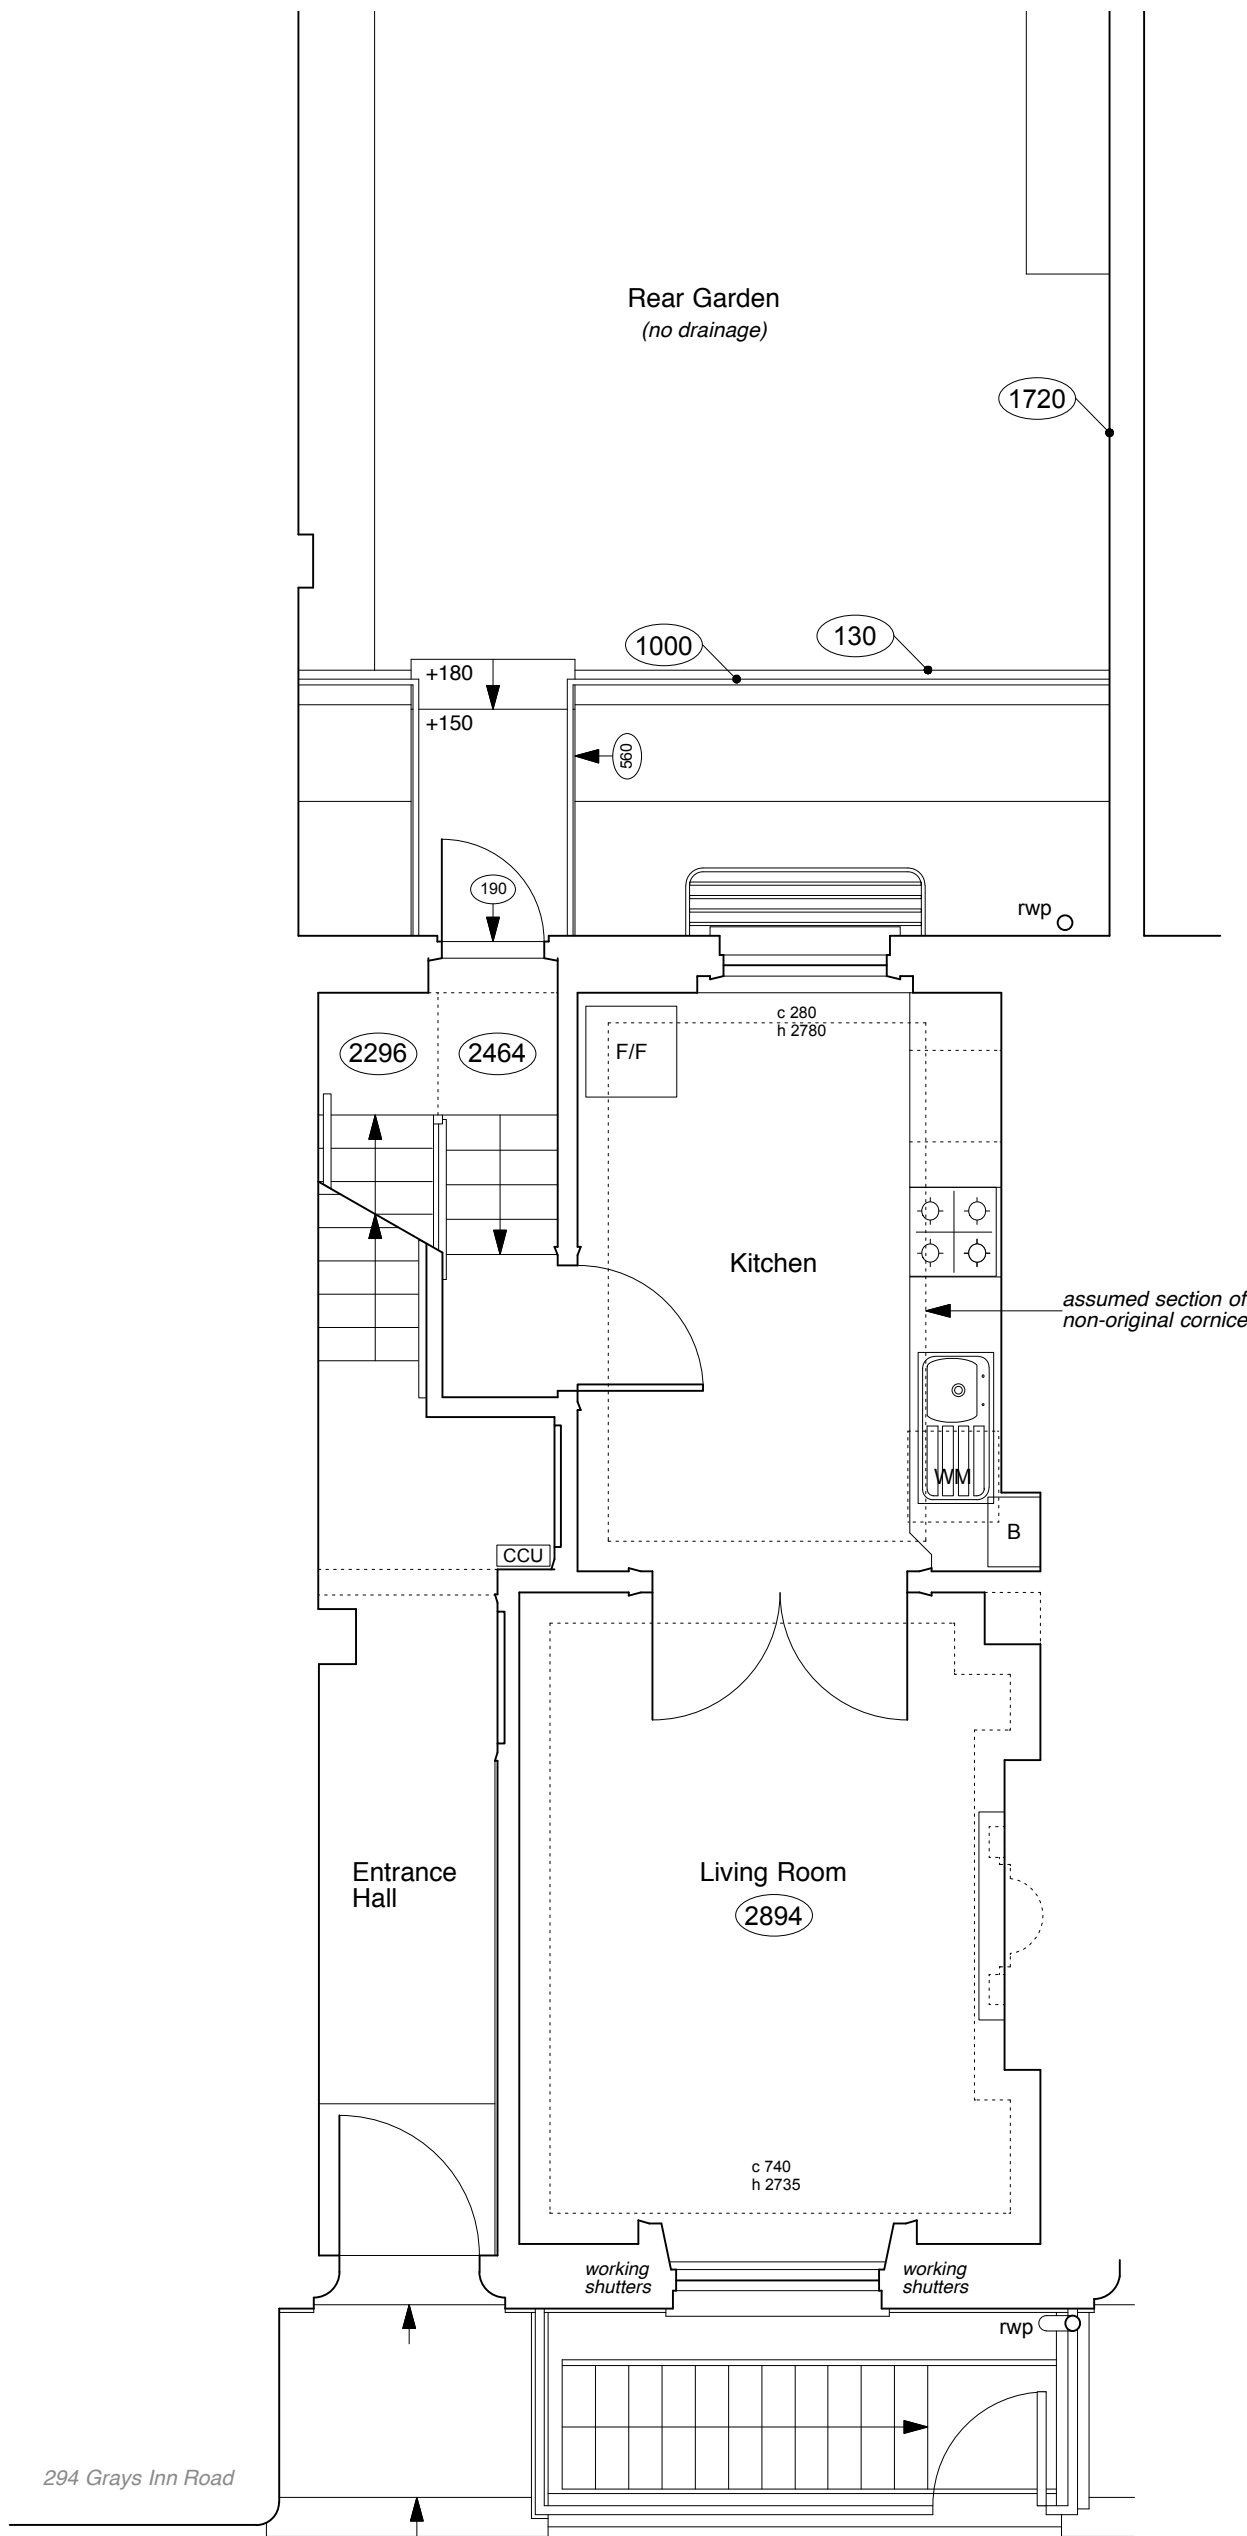 Rear Garden
(no drainage)
1720
1000
130
+180
+150
560
190
rwp
c 280
h 2780
F/F
2296
2464
Kitchen
assumed section of
non-original cornice
WM
B
CCU
Entrance
Hall
Living Room
2894
c 740
h 2735
working
shutters
working
shutters
rwp
294 Grays Inn Road